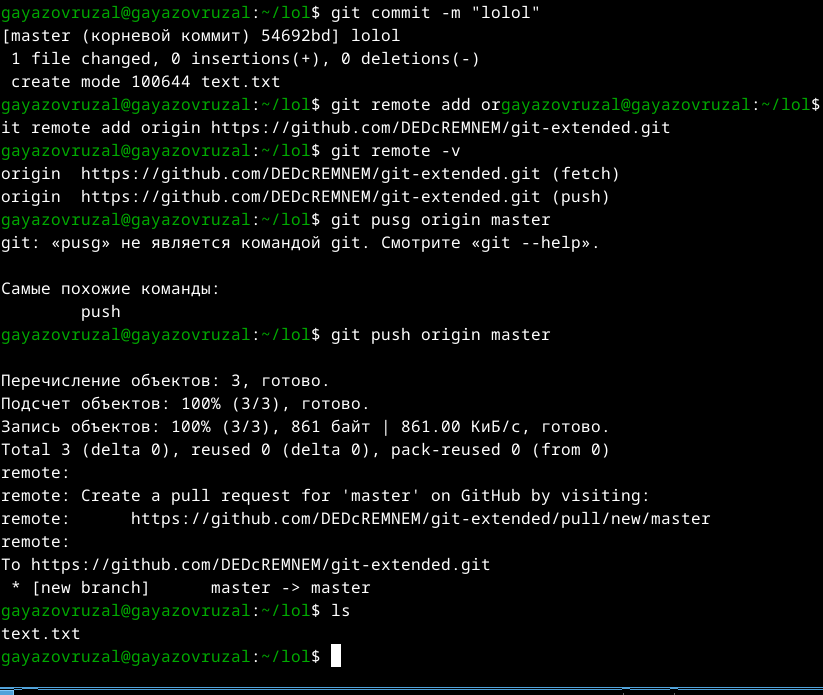 gayazovruzal@gayazovruzal:~/lol$ git commit -m "lolol"
[master (корневой коммит) 54692bd] lolol
 1 file changed, 0 insertions(+), 0 deletions(-)
 create mode 100644 text.txt
gayazovruzal@gayazovruzal:~/lol$ git remote add orgayazovruzal@gayazovruzal:~/lol$
it remote add origin https://github.com/DEDcREMNEM/git-extended.git
gayazovruzal@gayazovruzal:~/lol$ git remote -v
origin  https://github.com/DEDcREMNEM/git-extended.git (fetch)
origin  https://github.com/DEDcREMNEM/git-extended.git (push)
gayazovruzal@gayazovruzal:~/lol$ git pusg origin master
git: «pusg» не является командой git. Смотрите «git --help».

Самые похожие команды:
        push
gayazovruzal@gayazovruzal:~/lol$ git push origin master

Перечисление объектов: 3, готово.
Подсчет объектов: 100% (3/3), готово.
Запись объектов: 100% (3/3), 861 байт | 861.00 КиБ/с, готово.
Total 3 (delta 0), reused 0 (delta 0), pack-reused 0 (from 0)
remote:
remote: Create a pull request for 'master' on GitHub by visiting:
remote:      https://github.com/DEDcREMNEM/git-extended/pull/new/master
remote:
To https://github.com/DEDcREMNEM/git-extended.git
 * [new branch]      master -> master
gayazovruzal@gayazovruzal:~/lol$ ls
text.txt
gayazovruzal@gayazovruzal:~/lol$